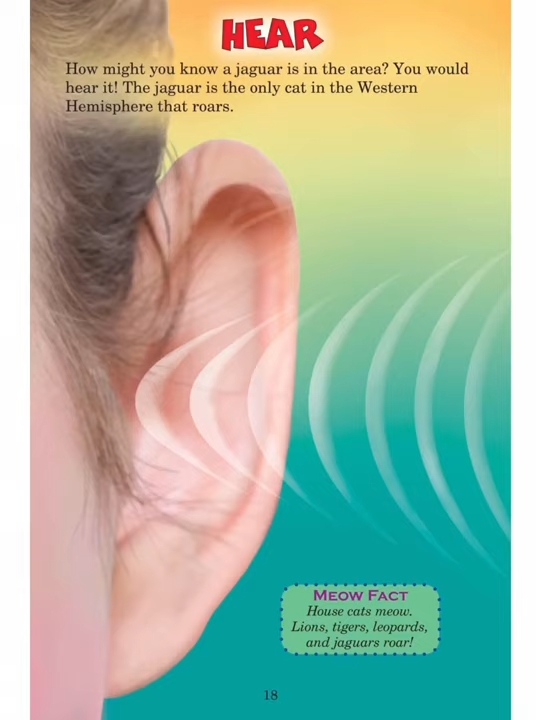 HEAR
How might you know a jaguar is in the area? You would
hear it! The jaguar is the only cat in the Western
Hemisphere that roars.
MEOW FACT
House cats meow.
Lions, tigers, leopards,
and jaguars roar!
18